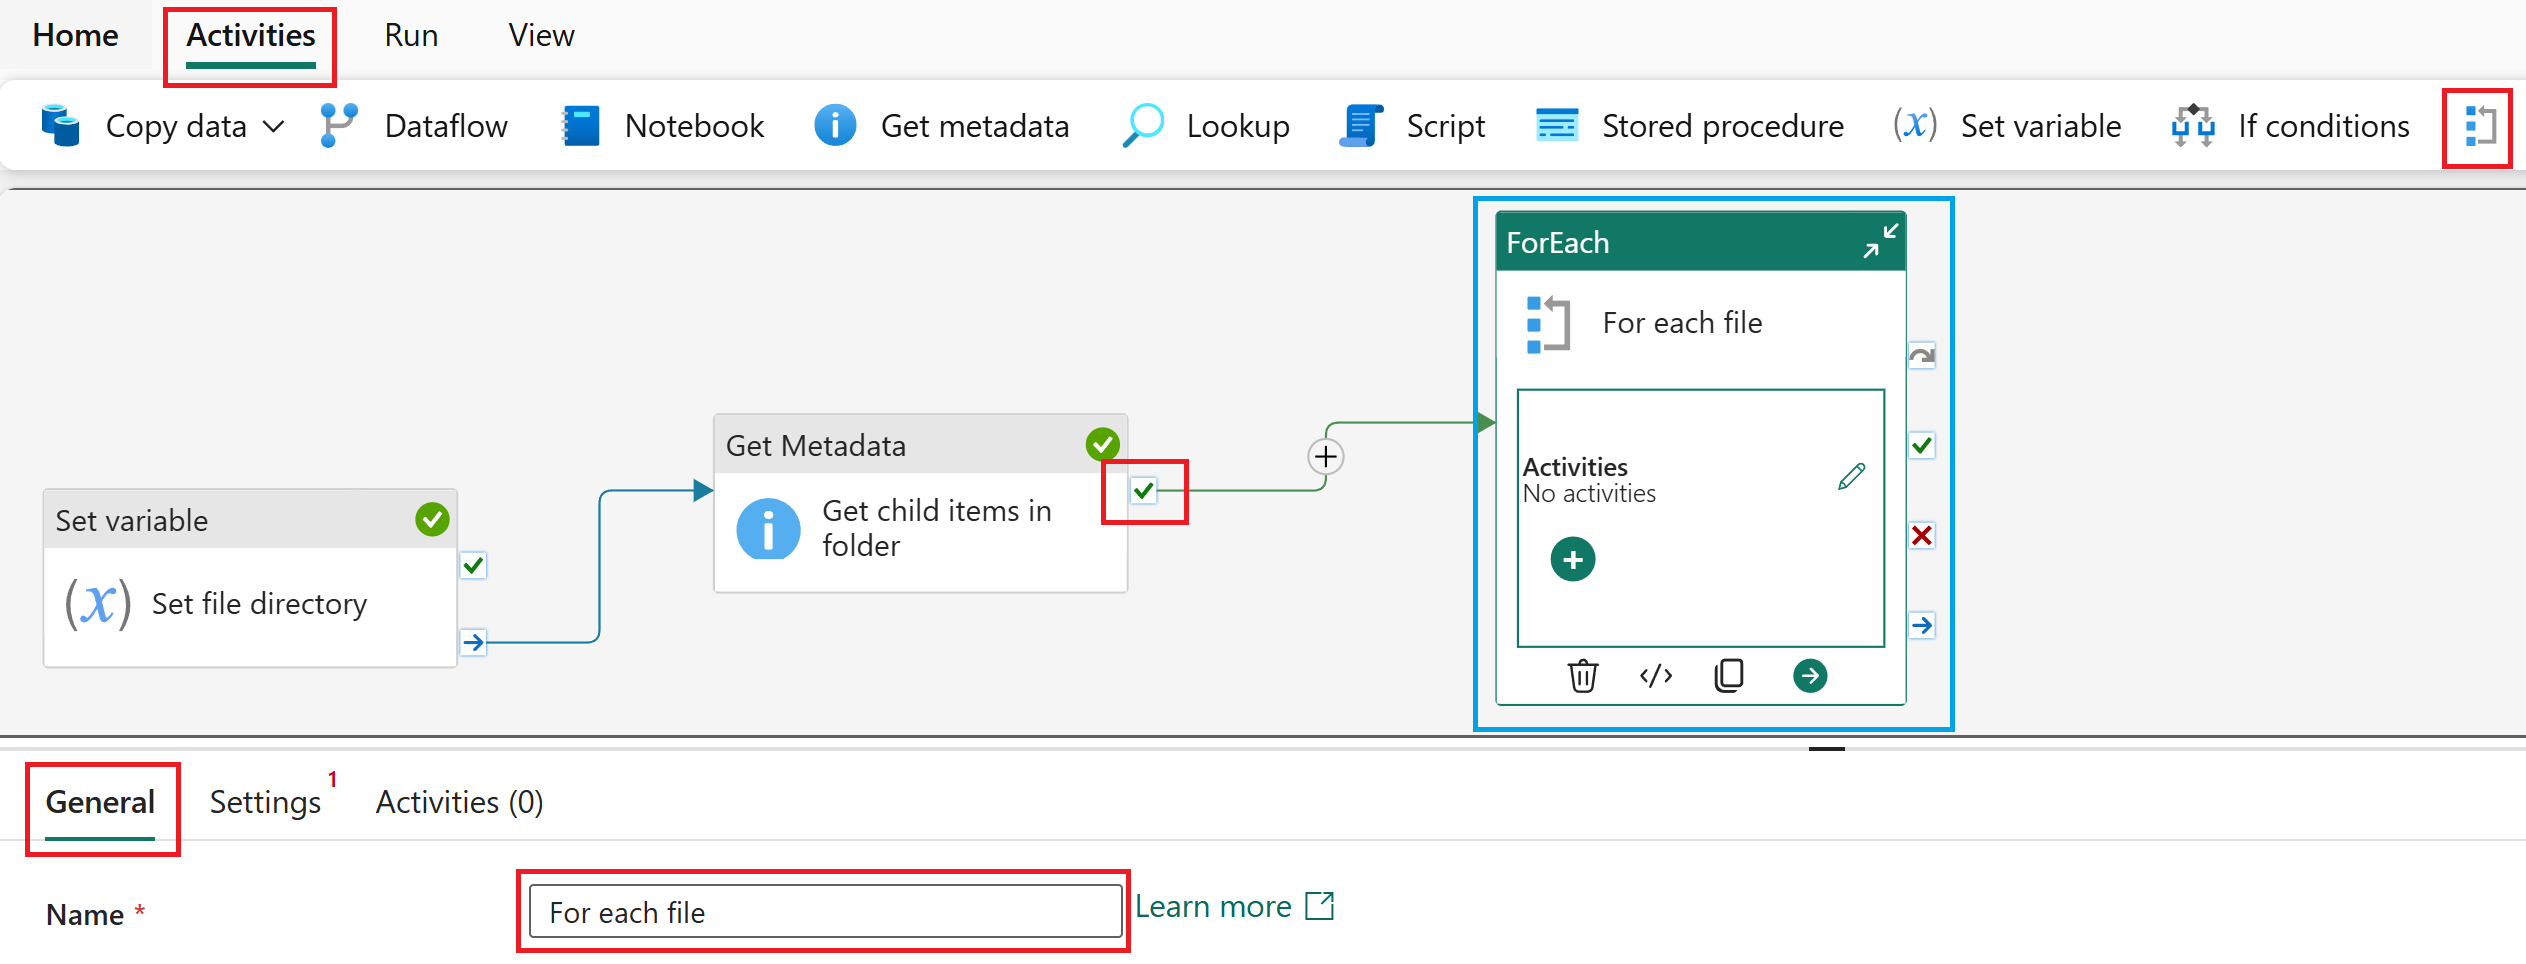 Home Activities Run View
Copy data Dataflow Notebook Get metadata Lookup Script Stored procedure (x) Set variable If conditions
ForEach
For each file
Activities
No activities
Get Metadata
Get child items in
folder
Set variable
(x) Set file directory
General Settings 1 Activities (0)
Name * For each file Learn more